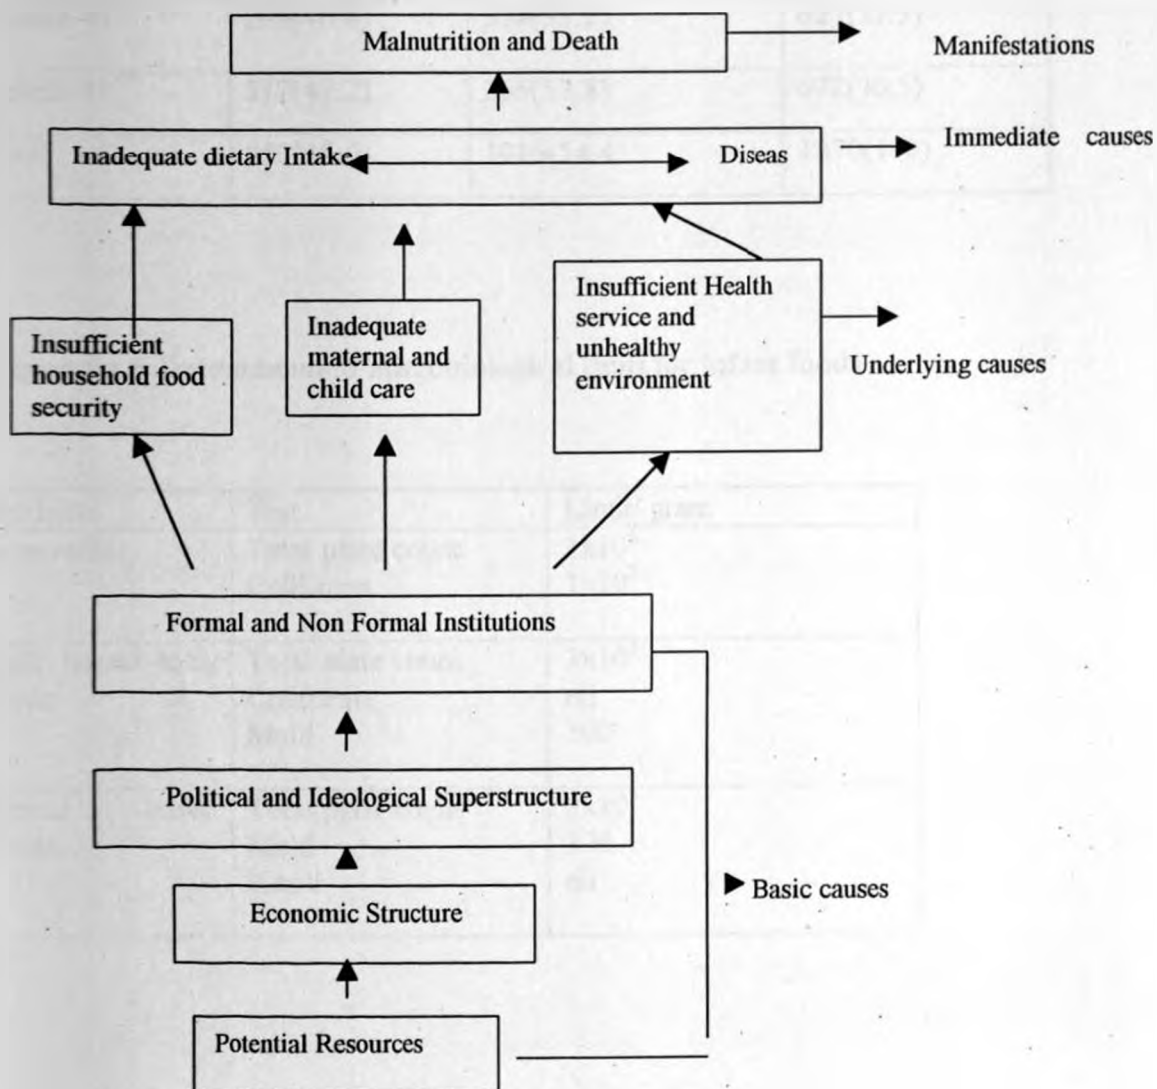 Malnutrition and Death
Manifestations
Inadequate dietary Intake
Diseas
Immediate causes
Insufficient Health
service and
unhealthy
environment
Inadequate
maternal and
child care
Insufficient
household food
security
Underlying causes
Formal and Non Formal Institutions
Political and Ideological Superstructure
Basic causes
Economic Structure
Potential Resources